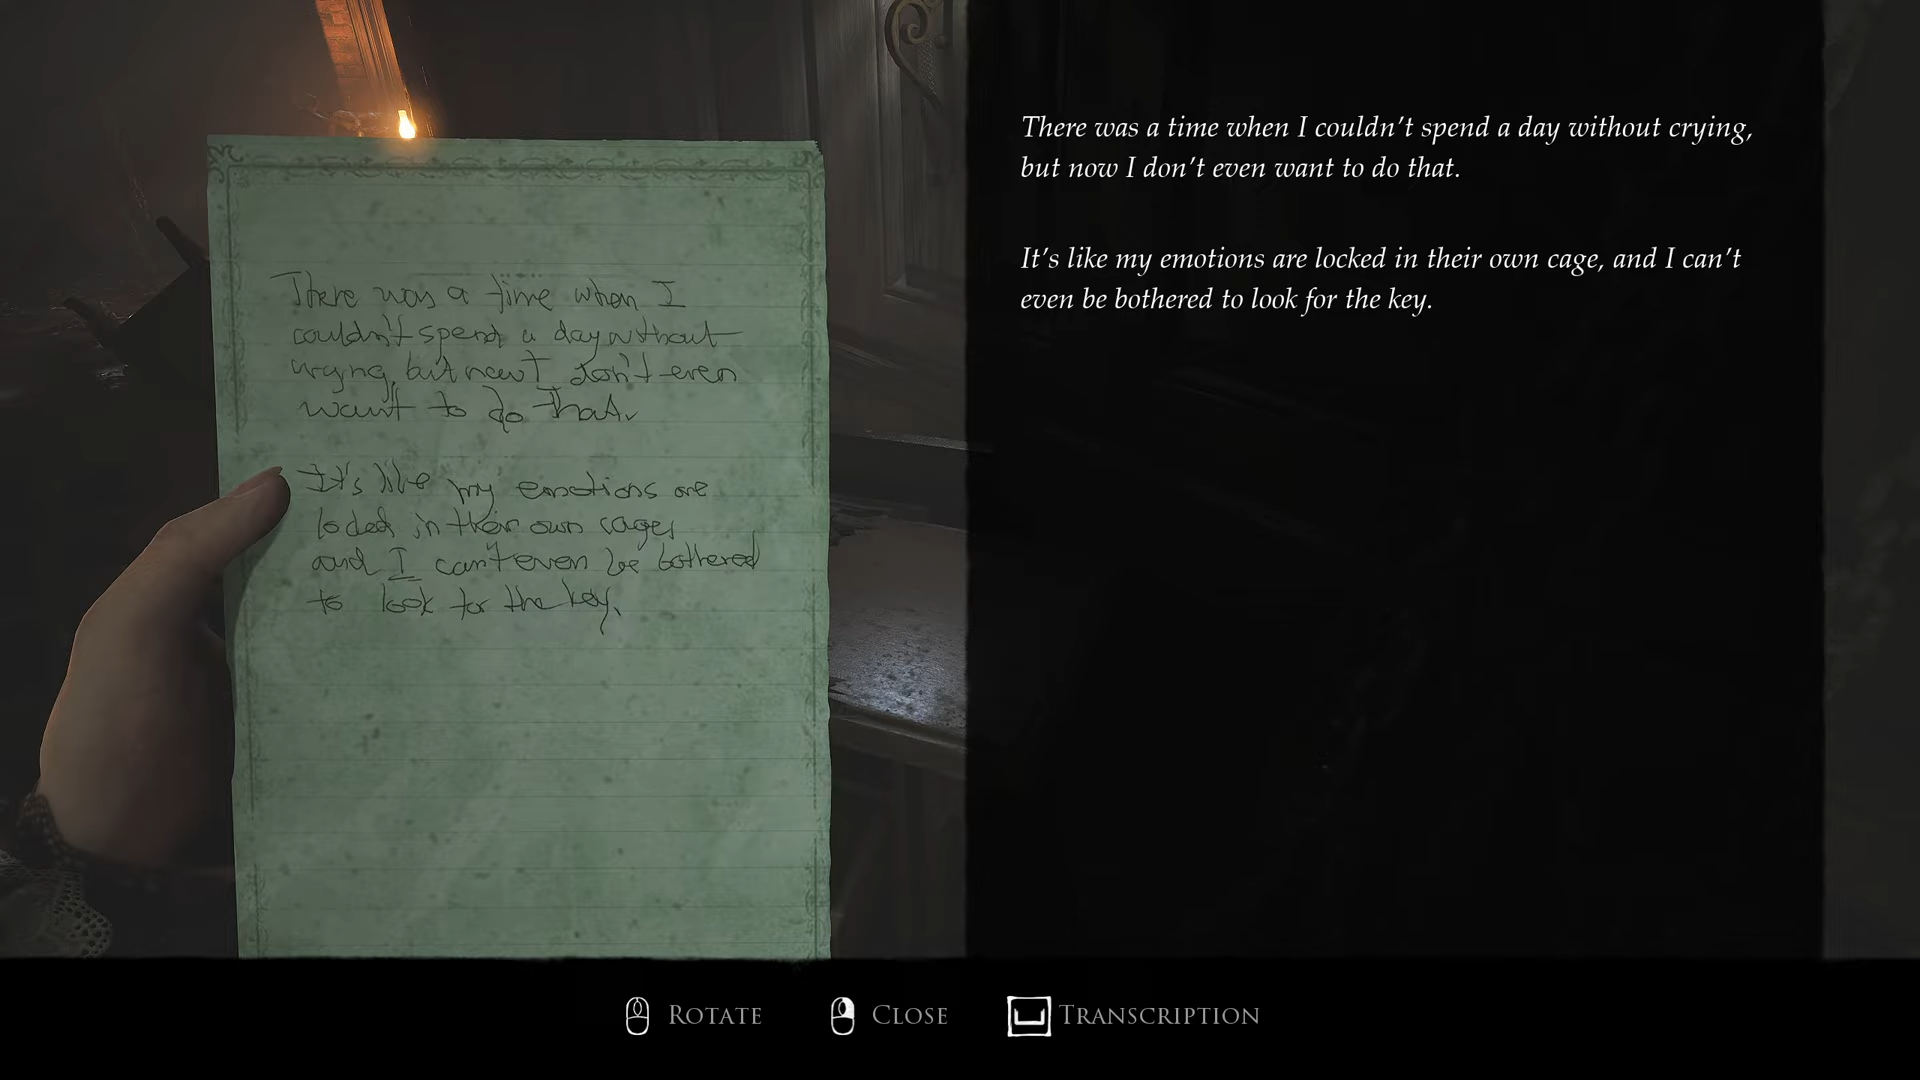 There was a time when I
couldn't spend a day without
crying, but now I don't even
want to do that.
It's like my emotions are
locked in their own cage,
and I can't even be bothered
to look for the key.
There was a time when I couldn't spend a day without crying,
but now I don't even want to do that.
It's like my emotions are locked in their own cage, and I can't
even be bothered to look for the key.
ROTATE CLOSE TRANSCRIPTION